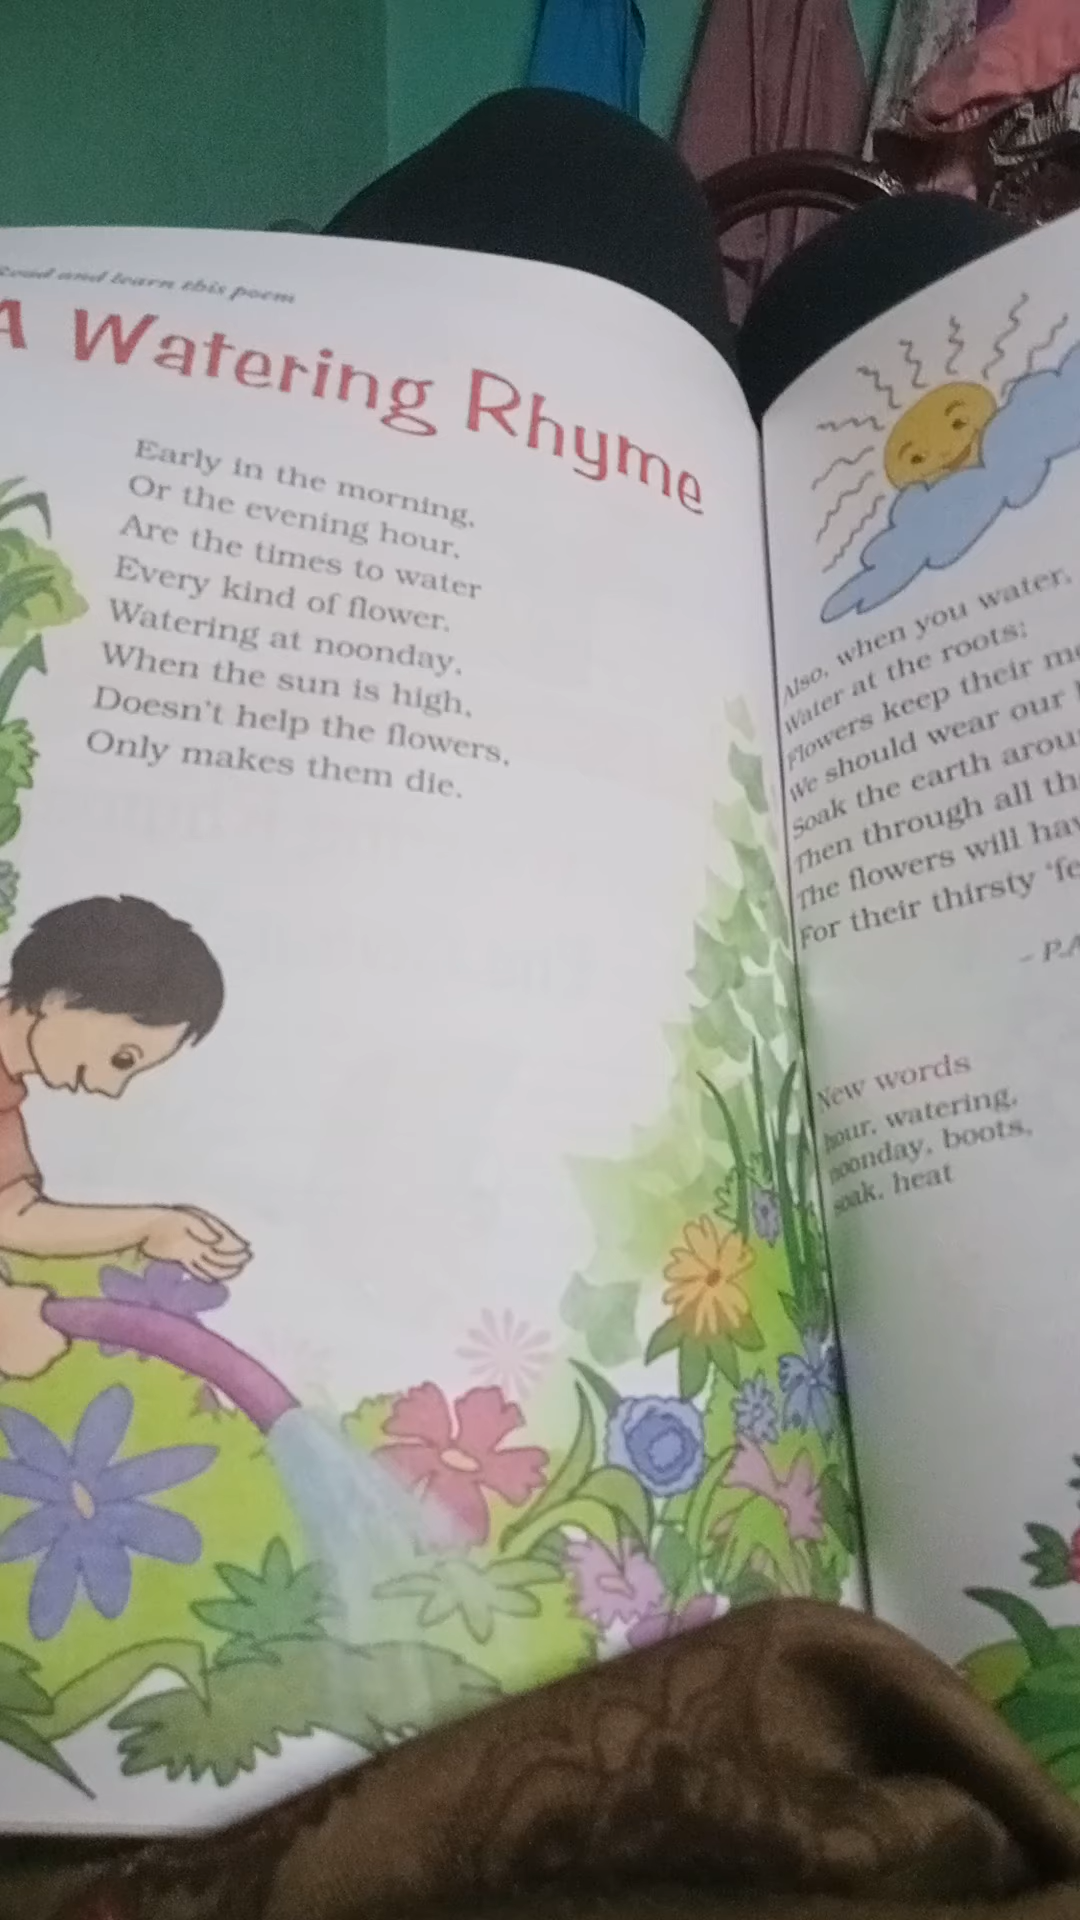 Read and learn this poem
A Watering Rhyme
Early in the morning,
Or the evening hour,
Are the times to water
Every kind of flower.
Watering at noonday,
When the sun is high,
Doesn't help the flowers,
Only makes them die.
Also, when you water,
Water at the roots;
Flowers keep their
We should wear our
Soak the earth
Then through all
The flowers will
For their thirsty
New words
hour, watering,
noonday, boots,
soak, heat